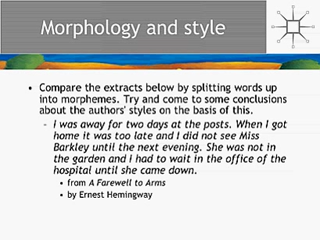 Morphology and style
• Compare the extracts below by splitting words up
into morphemes. Try and come to some conclusions
about the authors' styles on the basis of this.
– I was away for two days at the posts. When I got
home it was too late and I did not see Miss
Barkley until the next evening. She was not in
the garden and I had to wait in the office of the
hospital until she came down.
• from A Farewell to Arms
• by Ernest Hemingway